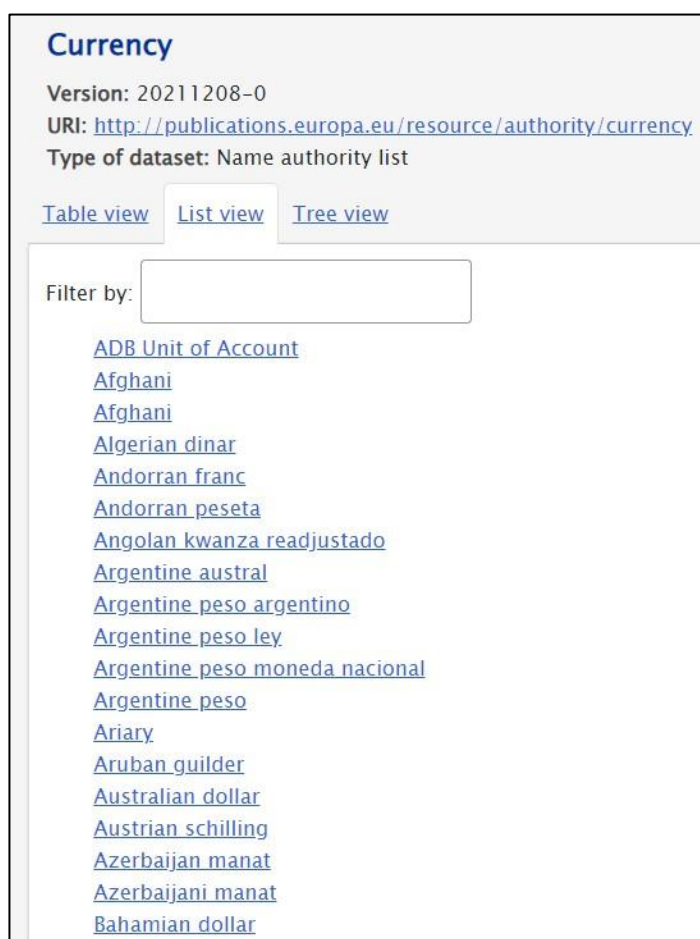 Currency
Version: 20211208-0
URI: http://publications.europa.eu/resource/authority/currency
Type of dataset: Name authority list
Table view List view Tree view
Filter by:
ADB Unit of Account
Afghani
Afghani
Algerian dinar
Andorran franc
Andorran peseta
Angolan kwanza readjustado
Argentine austral
Argentine peso argentino
Argentine peso ley
Argentine peso moneda nacional
Argentine peso
Ariary
Aruban guilder
Australian dollar
Austrian schilling
Azerbaijan manat
Azerbaijani manat
Bahamian dollar